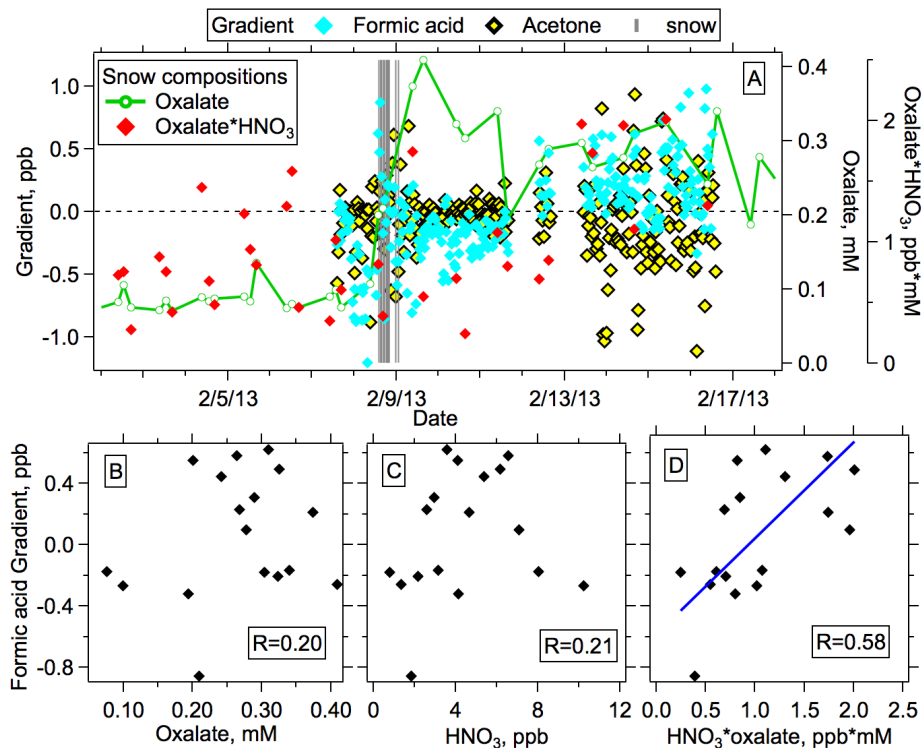 Gradient Formic acid Acetone snow
A
Snow compositions
Oxalate
Oxalate*HNO3
1.0
0.5
0.0
-0.5
-1.0
Gradient, ppb
0.4
0.3
0.2
0.1
0.0
Oxalate, mM
2
1
0
Oxalate*HNO3, ppb*mM
2/5/13 2/9/13 2/13/13 2/17/13
Date
Formic acid Gradient, ppb
0.4
0.0
-0.4
-0.8
B
R=0.20
0.10 0.20 0.30 0.40
Oxalate, mM
C
R=0.21
0 4 8 12
HNO3, ppb
D
R=0.58
0.0 0.5 1.0 1.5 2.0 2.5
HNO3*oxalate, ppb*mM